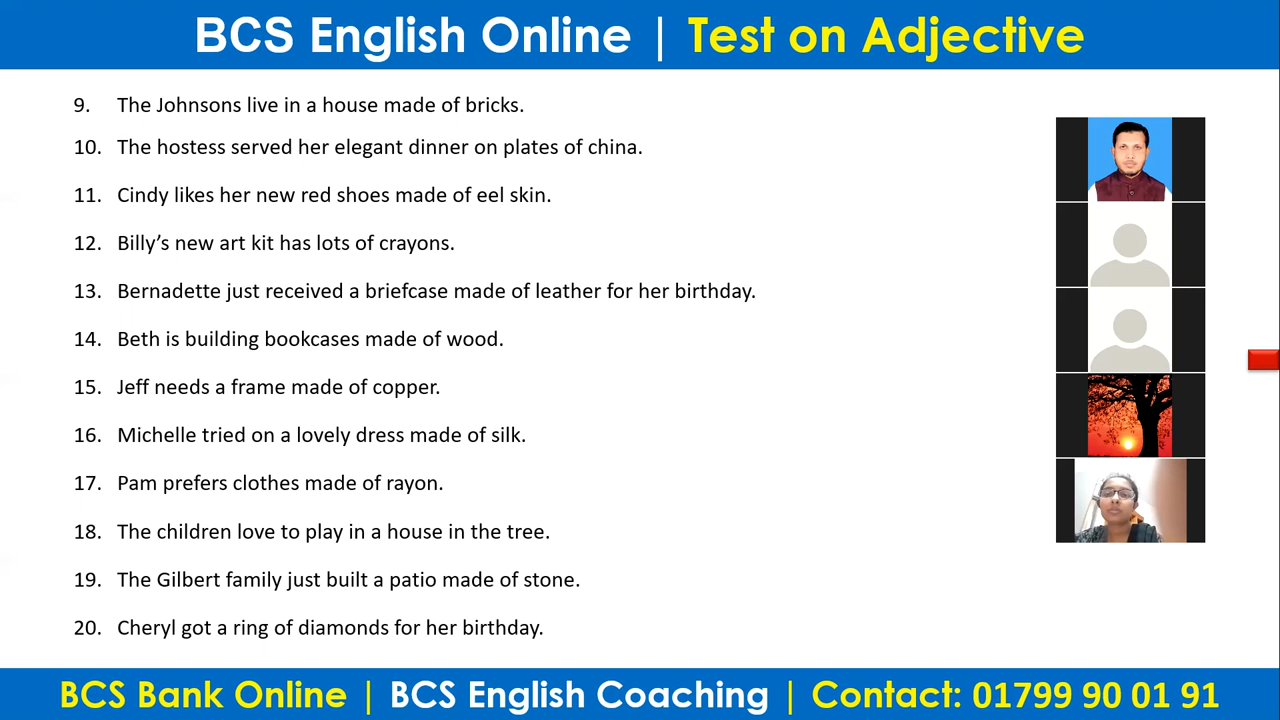 BCS English Online | Test on Adjective
9. The Johnsons live in a house made of bricks.
10. The hostess served her elegant dinner on plates of china.
11. Cindy likes her new red shoes made of eel skin.
12. Billy’s new art kit has lots of crayons.
13. Bernadette just received a briefcase made of leather for her birthday.
14. Beth is building bookcases made of wood.
15. Jeff needs a frame made of copper.
16. Michelle tried on a lovely dress made of silk.
17. Pam prefers clothes made of rayon.
18. The children love to play in a house in the tree.
19. The Gilbert family just built a patio made of stone.
20. Cheryl got a ring of diamonds for her birthday.
BCS Bank Online | BCS English Coaching | Contact: 01799 90 01 91